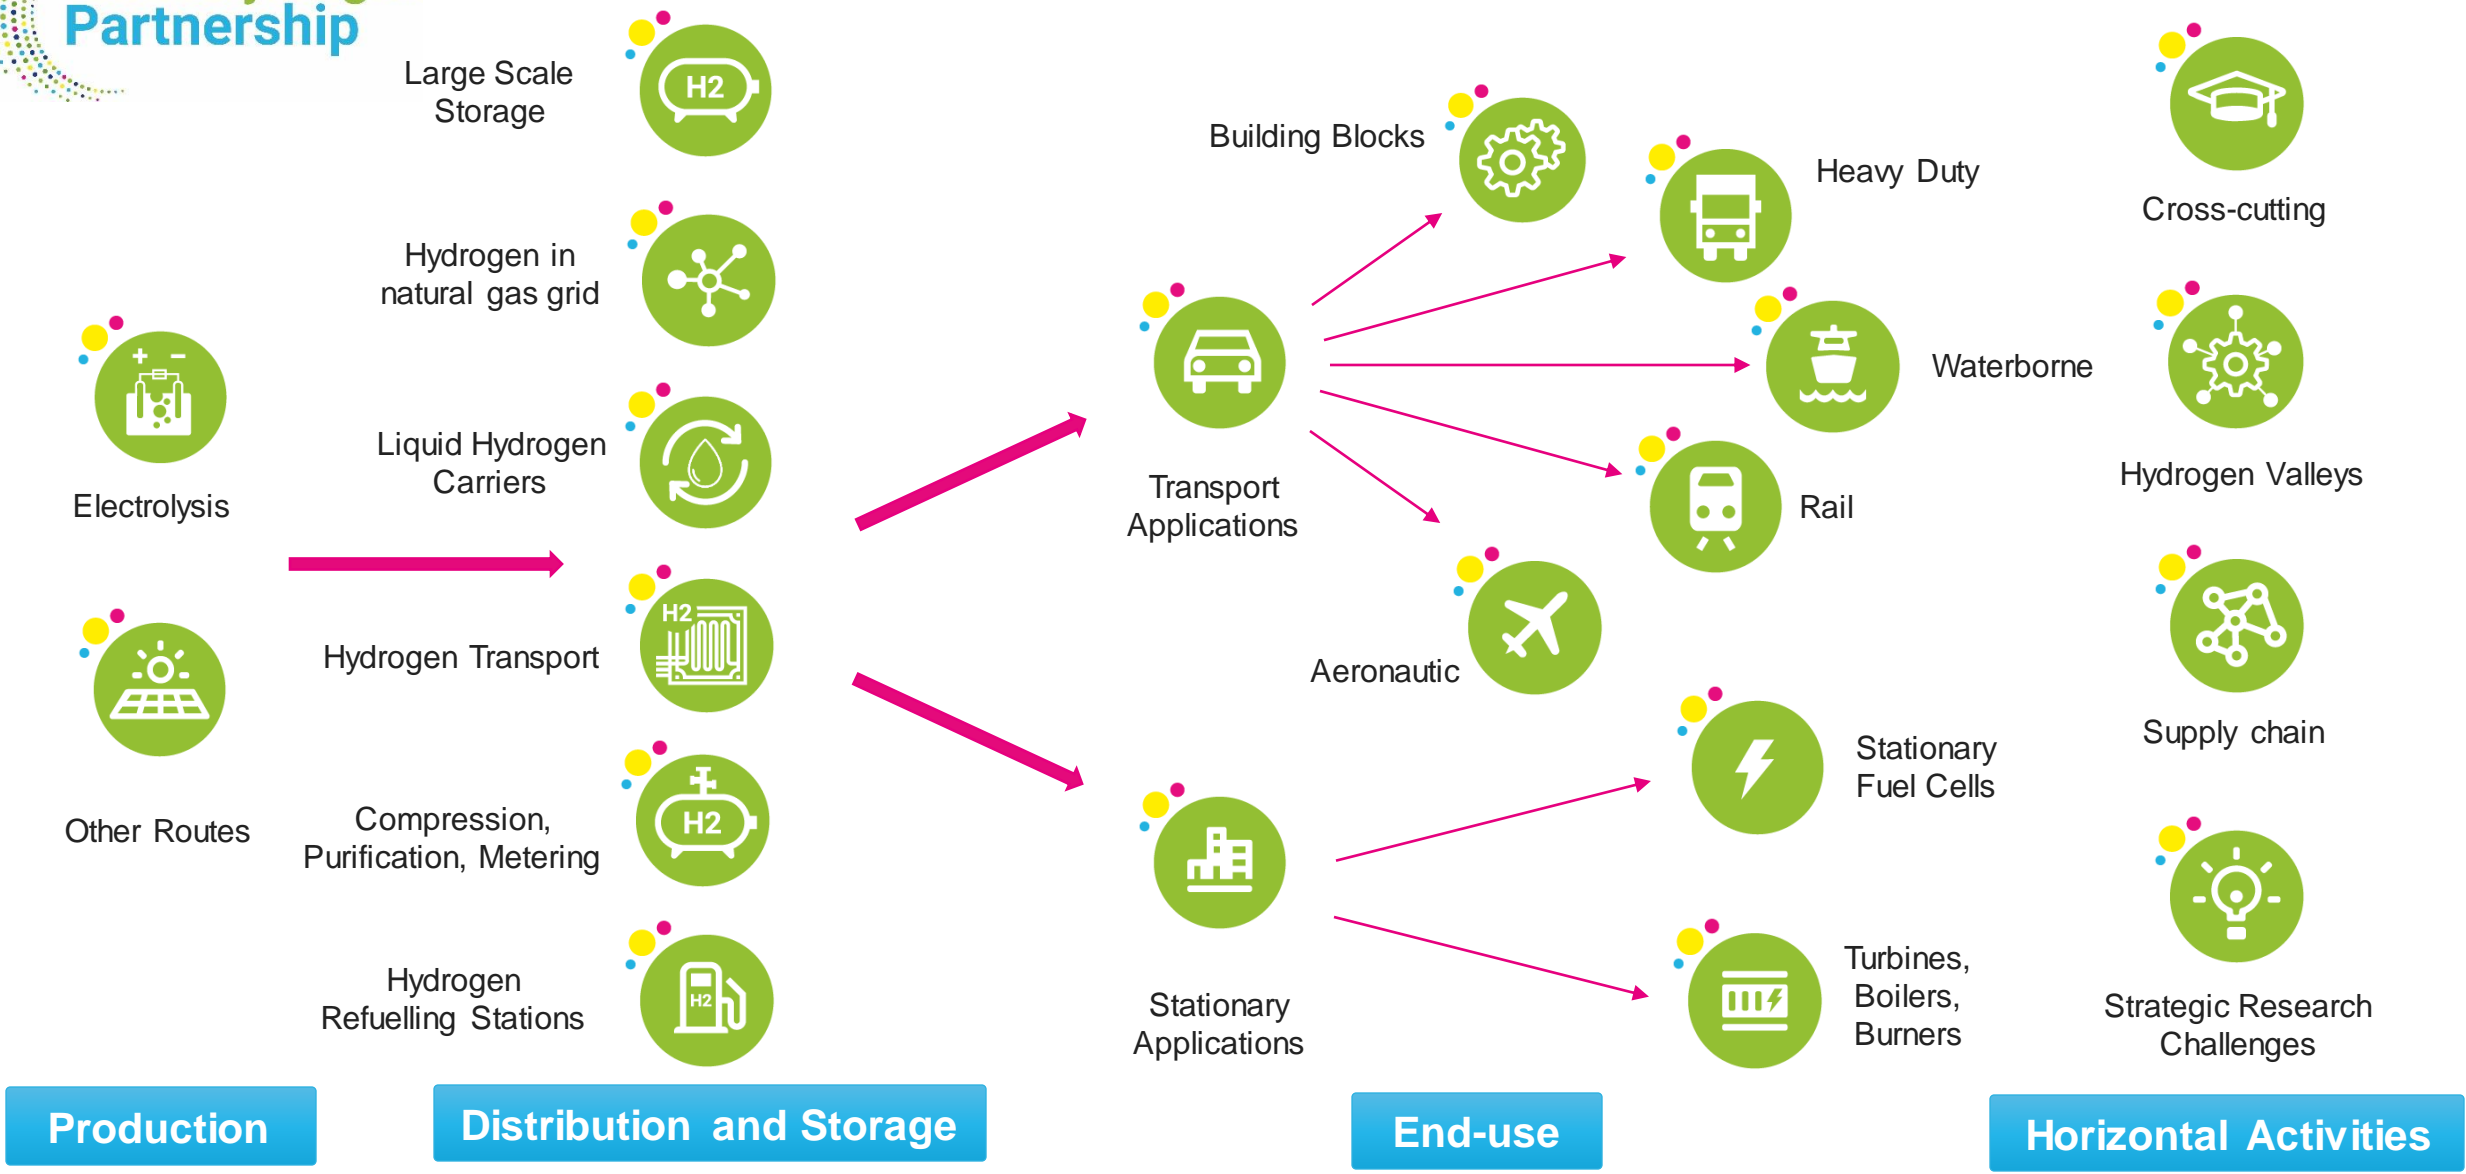 Partnership
Large Scale
Storage
H2
Hydrogen in
natural gas grid
Liquid Hydrogen
Carriers
Electrolysis
Hydrogen Transport
H2
Other Routes
Compression,
Purification, Metering
H2
Hydrogen
Refuelling Stations
H2
Building Blocks
Heavy Duty
Waterborne
Transport
Applications
Rail
Aeronautic
Stationary
Fuel Cells
Stationary
Applications
Turbines,
Boilers,
Burners
Cross-cutting
Hydrogen Valleys
Supply chain
Strategic Research
Challenges
Production
Distribution and Storage
End-use
Horizontal Activities